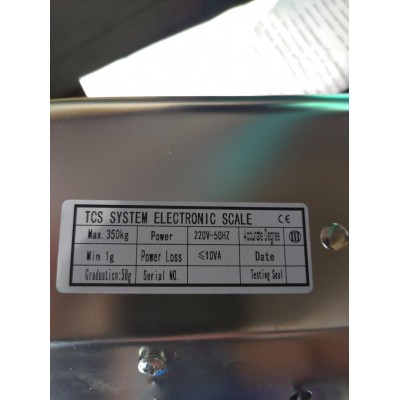 TCS SYSTEM ELECTRONIC SCALE CE
Max. 350kg Power 220V-50HZ Accurate Degree III
Min 1g Power Loss ≤10VA Date
Graduation:50g Serial NO. Testing Seal